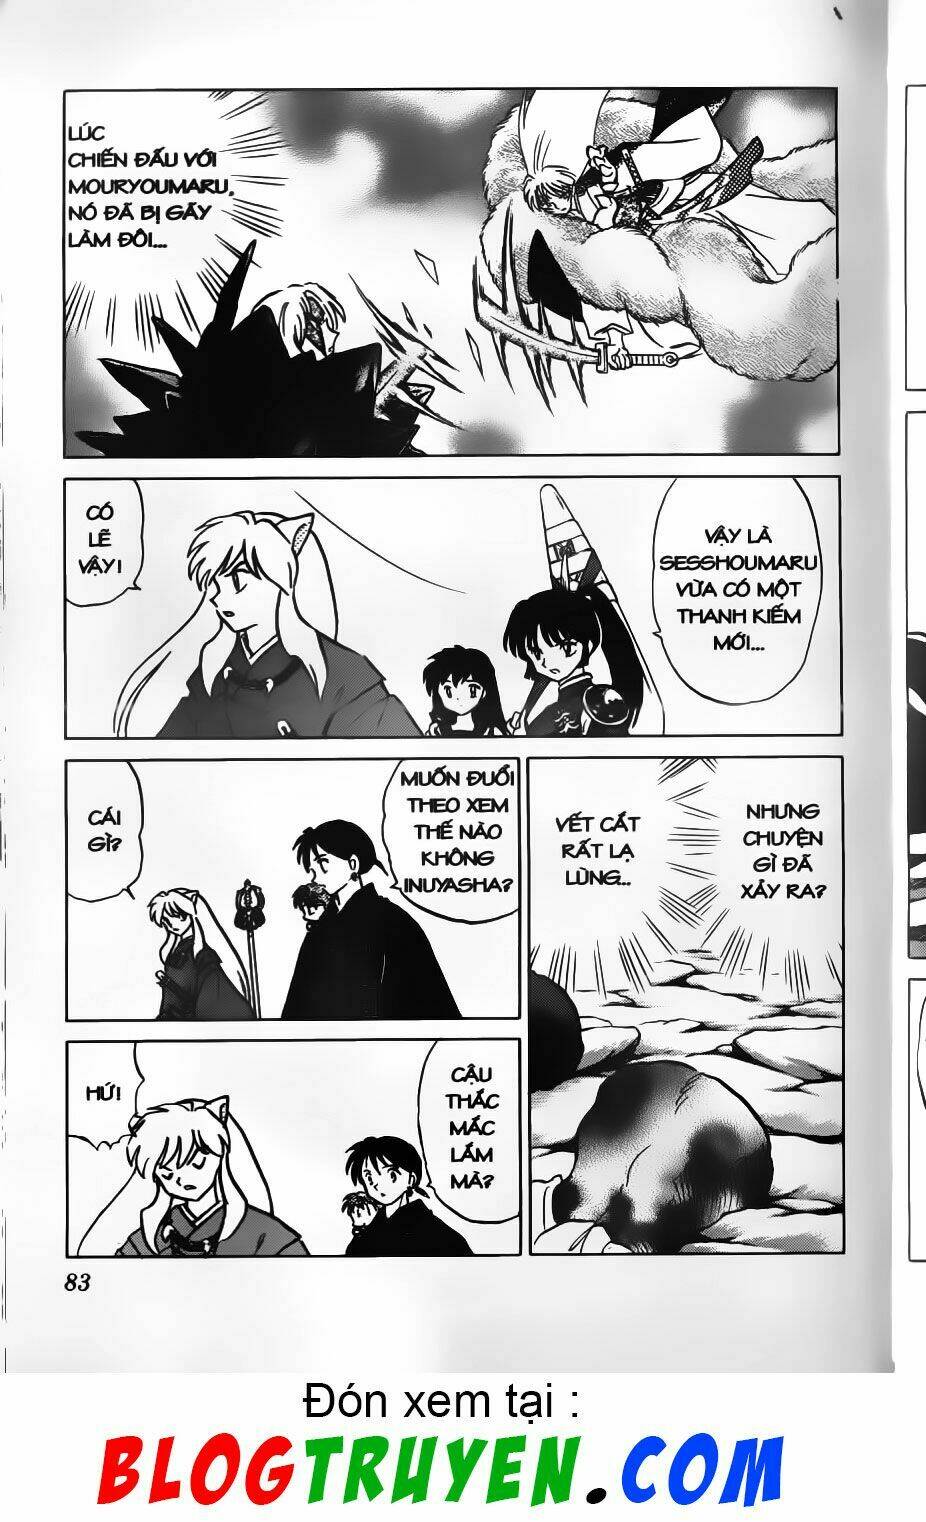 LÚC
CHIẾN ĐẤU VỚI
MOURYOUMARU,
NÓ ĐÃ BỊ GÃY
LÀM ĐÔI...
VẬY LÀ
SESSHOUMARU
VỪA CÓ MỘT
THANH KIẾM
MỚI...
CÓ
LẼ
VẬY!
NHƯNG
CHUYỆN
GÌ ĐÃ
XẢY RA?
VẾT CẮT
RẤT LẠ
LÙNG...
MUỐN ĐUỔI
THEO XEM
THẾ NÀO
KHÔNG
INUYASHA?
CÁI
GÌ?
CẬU
THẮC
MẮC
LẮM
MÀ?
HỨ!
83
Đón xem tại :
BLOGTRUYEN.COM